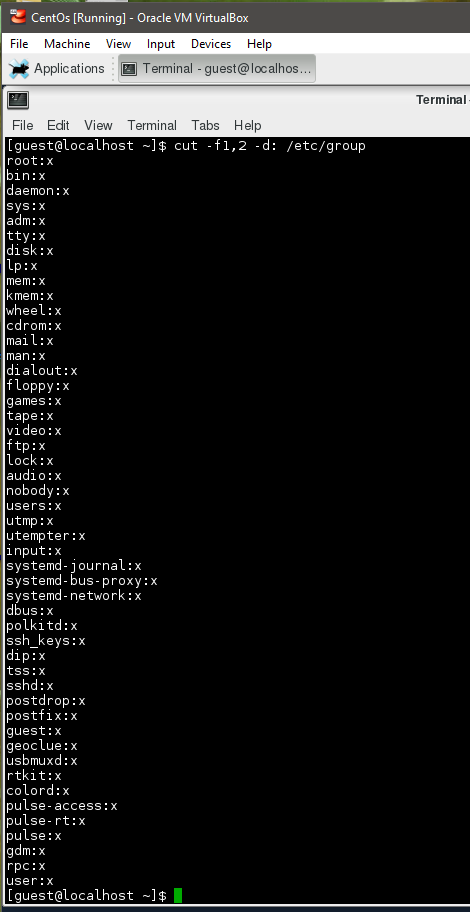 CentOs [Running] - Oracle VM VirtualBox
File Machine View Input Devices Help
Applications Terminal - guest@localhos...
Terminal -
File Edit View Terminal Tabs Help
[guest@localhost ~]$ cut -f1,2 -d: /etc/group
root:x
bin:x
daemon:x
sys:x
adm:x
tty:x
disk:x
lp:x
mem:x
kmem:x
wheel:x
cdrom:x
mail:x
man:x
dialout:x
floppy:x
games:x
tape:x
video:x
ftp:x
lock:x
audio:x
nobody:x
users:x
utmp:x
utempter:x
input:x
systemd-journal:x
systemd-bus-proxy:x
systemd-network:x
dbus:x
polkitd:x
ssh_keys:x
dip:x
tss:x
sshd:x
postdrop:x
postfix:x
guest:x
geoclue:x
usbmuxd:x
rtkit:x
colord:x
pulse-access:x
pulse-rt:x
pulse:x
gdm:x
rpc:x
user:x
[guest@localhost ~]$